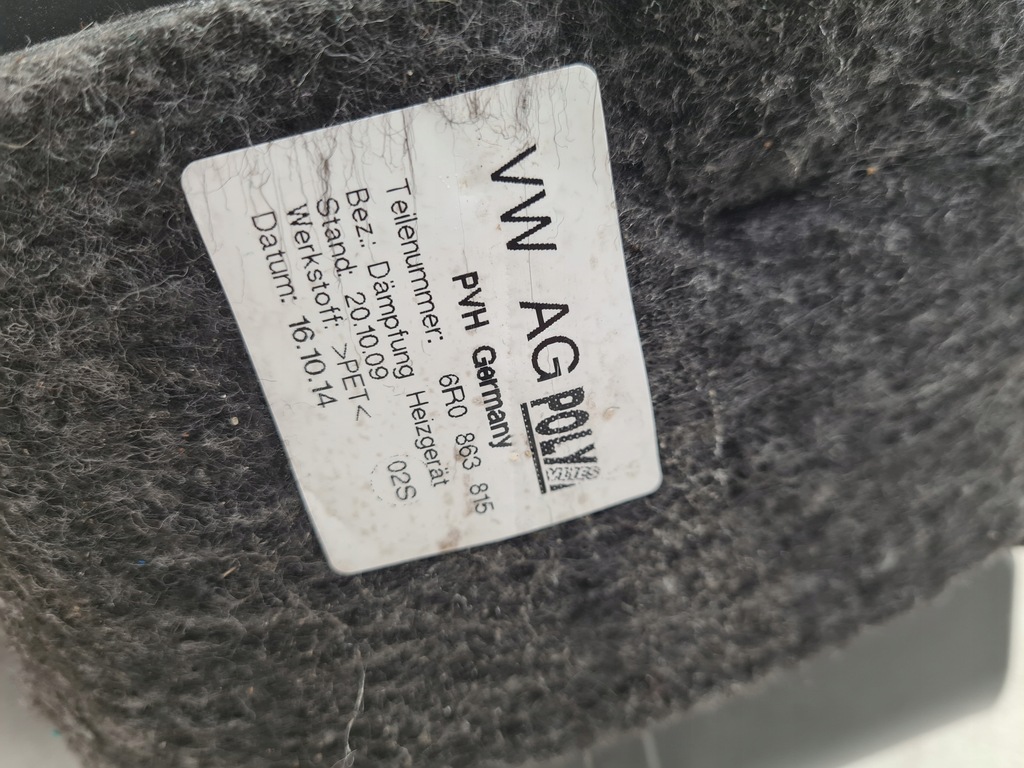 VW AG POLY
PVH Germany
Teilenummer: 6R0 863 815
Bez.: Dämpfung Heizgerät
Stand: 20.10.09 02S
Werkstoff: >PET<
Datum: 16.10.14